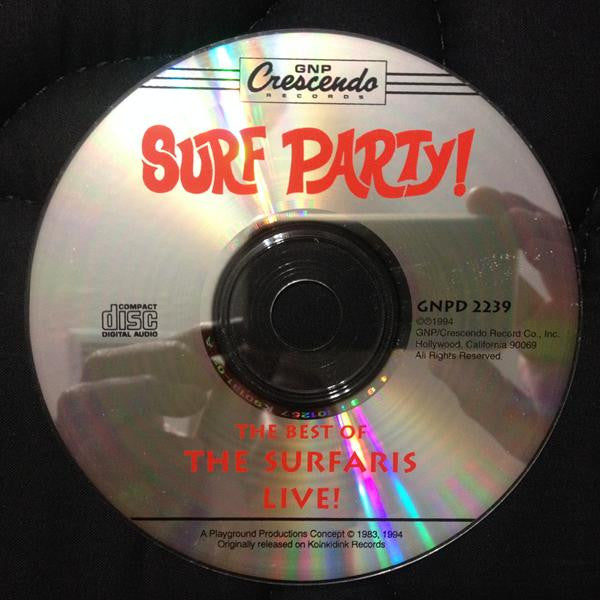 GNP
Crescendo
RECORDS
SURF PARTY!
COMPACT
disc
DIGITAL AUDIO
GNPD 2239
©℗1994
GNP/Crescendo Record Co., Inc.
Hollywood, California 90069
All Rights Reserved.
THE BEST OF
THE SURFARIS
LIVE!
A Playground Productions Concept © 1983, 1994
Originally released on Koinkidink Records